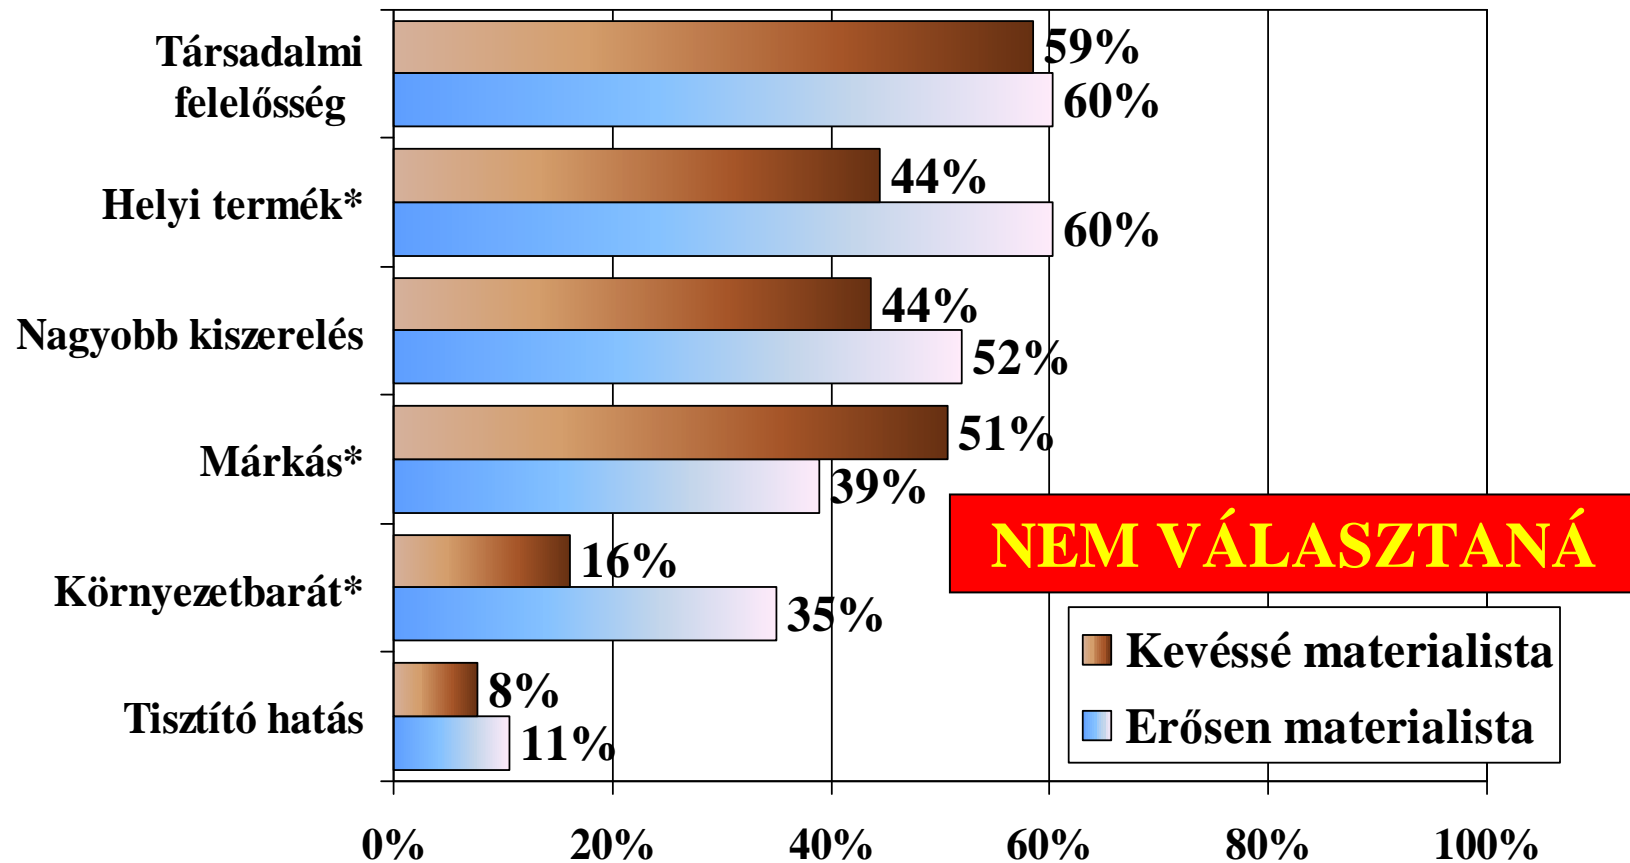 Társadalmi
felelősség
59%
60%
Helyi termék*
44%
60%
Nagyobb kiszerelés
44%
52%
Márkás*
51%
39%
NEM VÁLASZTANÁ
Környezetbarát*
16%
35%
Kevéssé materialista
Erősen materialista
Tisztító hatás
8%
11%
0% 20% 40% 60% 80% 100%